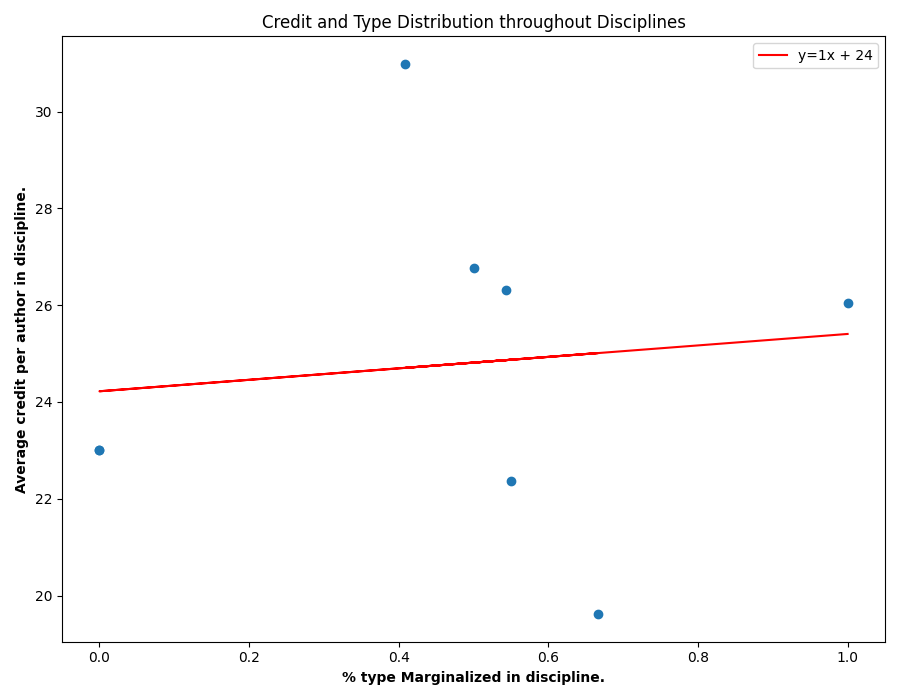 Credit and Type Distribution throughout Disciplines
y=1x + 24
30
28
26
24
22
20
Average credit per author in discipline.
0.0 0.2 0.4 0.6 0.8 1.0
% type Marginalized in discipline.